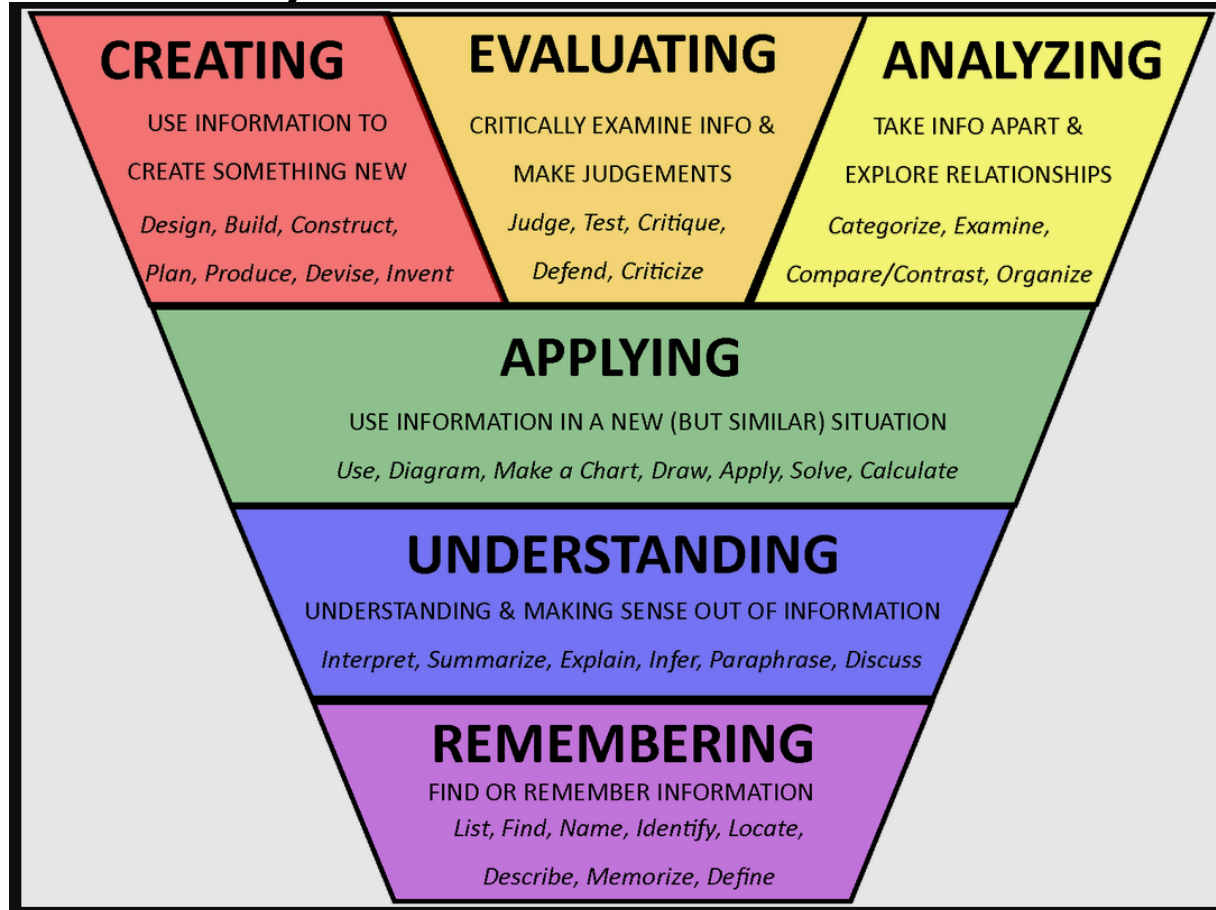 CREATING
USE INFORMATION TO
CREATE SOMETHING NEW
Design, Build, Construct,
Plan, Produce, Devise, Invent
EVALUATING
CRITICALLY EXAMINE INFO &
MAKE JUDGEMENTS
Judge, Test, Critique,
Defend, Criticize
ANALYZING
TAKE INFO APART &
EXPLORE RELATIONSHIPS
Categorize, Examine,
Compare/Contrast, Organize
APPLYING
USE INFORMATION IN A NEW (BUT SIMILAR) SITUATION
Use, Diagram, Make a Chart, Draw, Apply, Solve, Calculate
UNDERSTANDING
UNDERSTANDING & MAKING SENSE OUT OF INFORMATION
Interpret, Summarize, Explain, Infer, Paraphrase, Discuss
REMEMBERING
FIND OR REMEMBER INFORMATION
List, Find, Name, Identify, Locate,
Describe, Memorize, Define